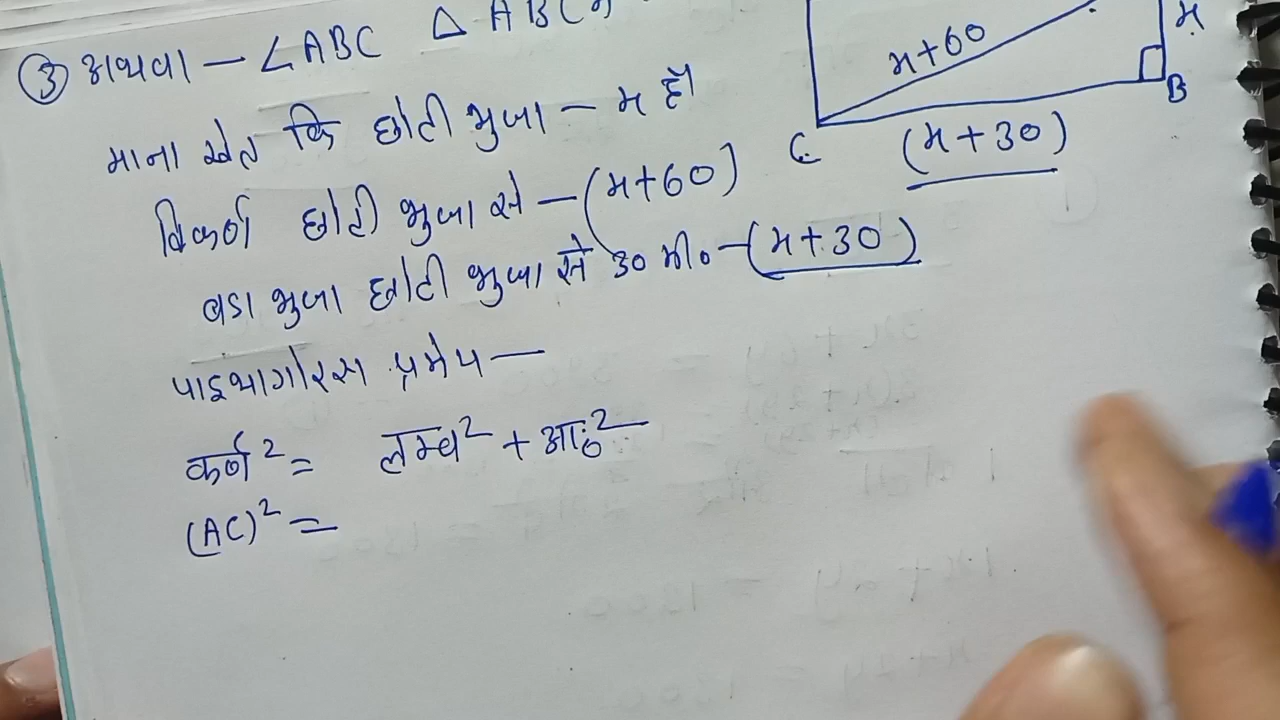 ③ अथवा — ∠ABC △ ABC में
माना खेत कि छोटी भुजा — x हैं
विकर्ण छोटी भुजा से — (x+60)
बडा भुजा छोटी भुजा से 30 मी० — (x+30)
पाइथागोरस प्रमेय —
कर्ण² = लम्ब² + आ०²
(AC)² =
x+60
x
B
C
(x+30)